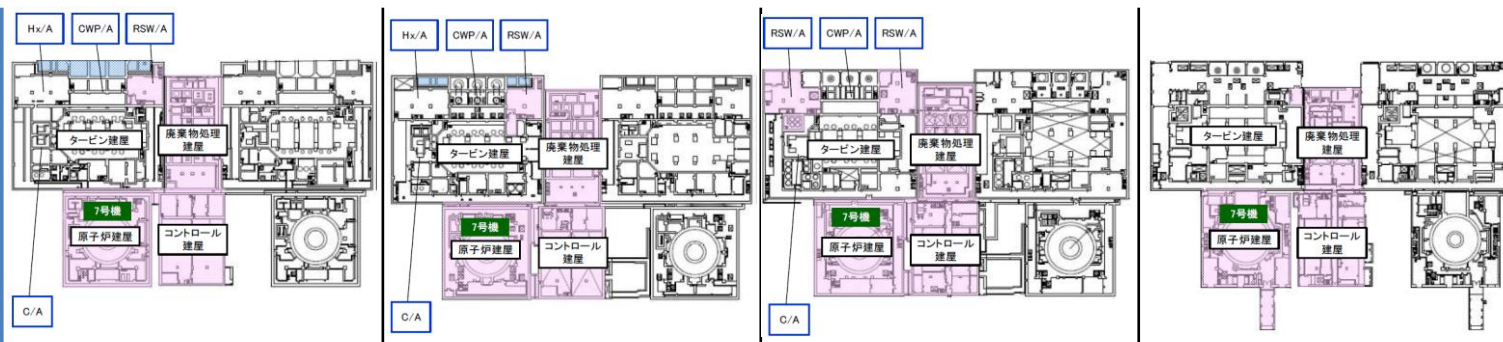 Hx/A
CWP/A
RSW/A
タービン建屋
廃棄物処理
建屋
7号機
原子炉建屋
コントロール
建屋
C/A
Hx/A
CWP/A
RSW/A
タービン建屋
廃棄物処理
建屋
7号機
原子炉建屋
コントロール
建屋
C/A
RSW/A
CWP/A
RSW/A
タービン建屋
廃棄物処理
建屋
7号機
原子炉建屋
コントロール
建屋
C/A
タービン建屋
廃棄物処理
建屋
7号機
原子炉建屋
コントロール
建屋